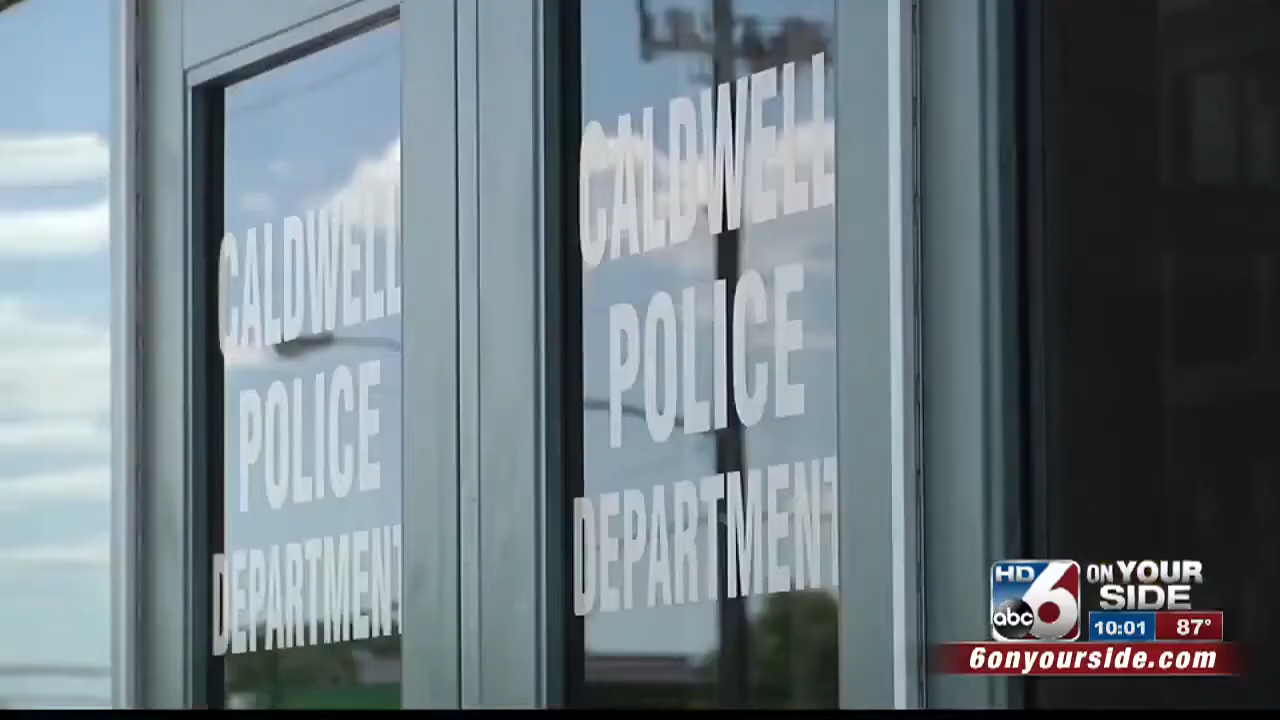 CALDWELL
POLICE
DEPARTMENT
CALDWELL
POLICE
DEPARTMENT
HD 6 abc
ON YOUR
SIDE
10:01 87°
6onyourside.com